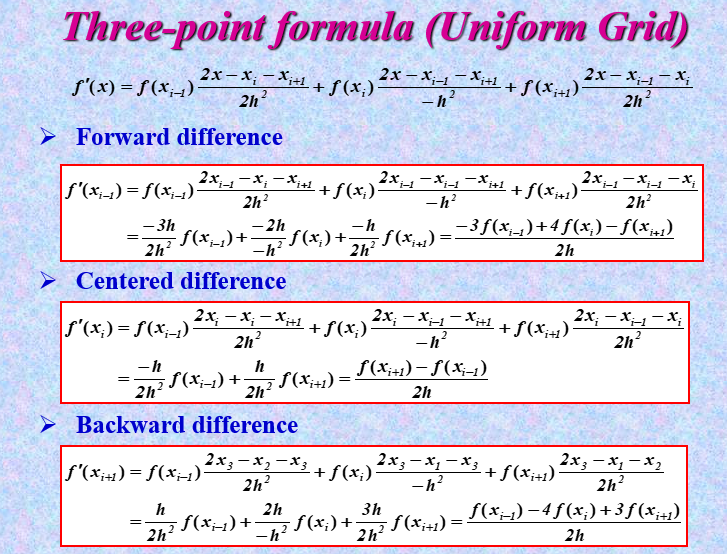 Three-point formula (Uniform Grid)
f'(x) = f(x_{i-1}) \frac{2x - x_i - x_{i+1}}{2h^2} + f(x_i) \frac{2x - x_{i-1} - x_{i+1}}{-h^2} + f(x_{i+1}) \frac{2x - x_{i-1} - x_i}{2h^2}
➢ Forward difference
f'(x_{i-1}) = f(x_{i-1}) \frac{2x_{i-1} - x_i - x_{i+1}}{2h^2} + f(x_i) \frac{2x_{i-1} - x_{i-1} - x_{i+1}}{-h^2} + f(x_{i+1}) \frac{2x_{i-1} - x_{i-1} - x_i}{2h^2}
= \frac{-3h}{2h^2} f(x_{i-1}) + \frac{-2h}{-h^2} f(x_i) + \frac{-h}{2h^2} f(x_{i+1}) = \frac{-3f(x_{i-1}) + 4f(x_i) - f(x_{i+1})}{2h}
➢ Centered difference
f'(x_i) = f(x_{i-1}) \frac{2x_i - x_i - x_{i+1}}{2h^2} + f(x_i) \frac{2x_i - x_{i-1} - x_{i+1}}{-h^2} + f(x_{i+1}) \frac{2x_i - x_{i-1} - x_i}{2h^2}
= \frac{-h}{2h^2} f(x_{i-1}) + \frac{h}{2h^2} f(x_{i+1}) = \frac{f(x_{i+1}) - f(x_{i-1})}{2h}
➢ Backward difference
f'(x_{i+1}) = f(x_{i-1}) \frac{2x_3 - x_2 - x_3}{2h^2} + f(x_i) \frac{2x_3 - x_1 - x_3}{-h^2} + f(x_{i+1}) \frac{2x_3 - x_1 - x_2}{2h^2}
= \frac{h}{2h^2} f(x_{i-1}) + \frac{2h}{-h^2} f(x_i) + \frac{3h}{2h^2} f(x_{i+1}) = \frac{f(x_{i-1}) - 4f(x_i) + 3f(x_{i+1})}{2h}